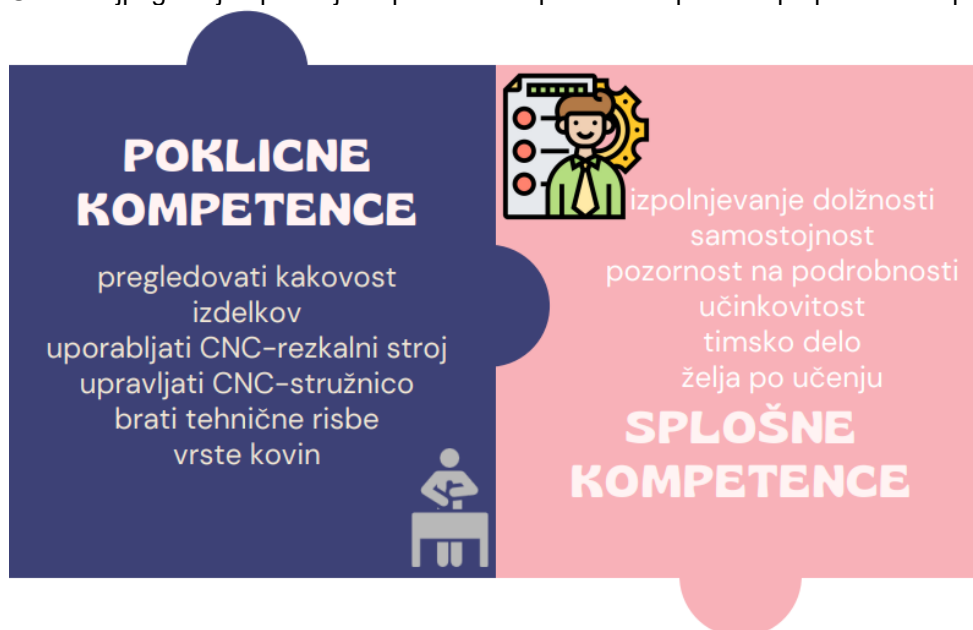 POKLICNE
KOMPETENCE
pregledovati kakovost
izdelkov
uporabljati CNC-rezkalni stroj
upravljati CNC-stružnico
brati tehnične risbe
vrste kovin
izpolnjevanje dolžnosti
samostojnost
pozornost na podrobnosti
učinkovitost
timsko delo
želja po učenju
SPLOŠNE
KOMPETENCE